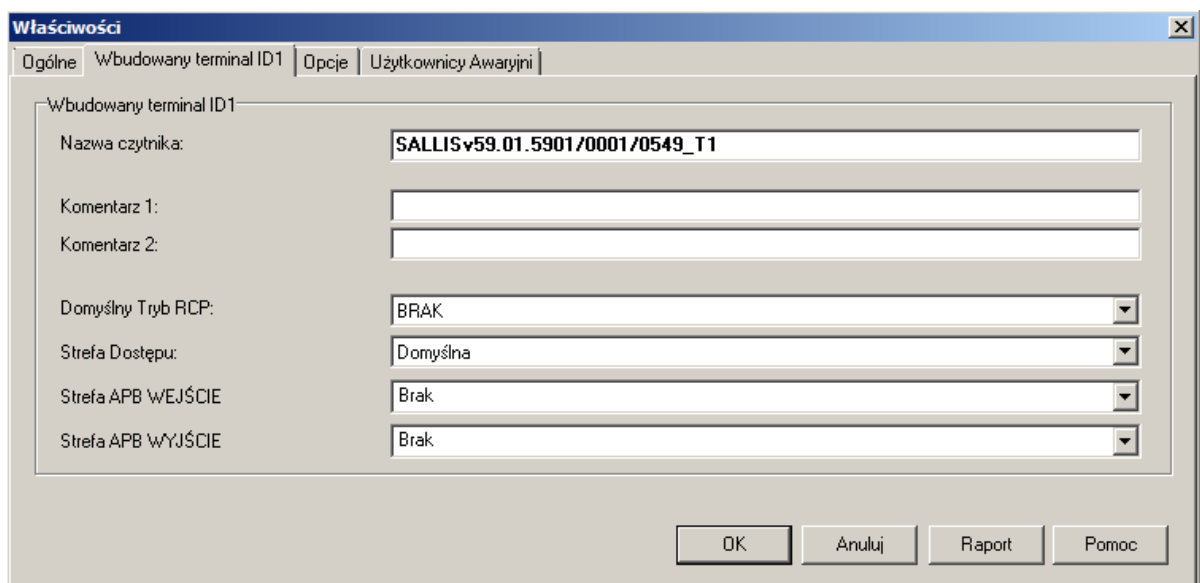 Właściwości
Ogólne Wbudowany terminal ID1 Opcje Użytkownicy Awaryjni
Wbudowany terminal ID1
Nazwa czytnika: SALLISv59.01.5901/0001/0549_T1
Komentarz 1:
Komentarz 2:
Domyślny Tryb RCP: BRAK
Strefa Dostępu: Domyślna
Strefa APB WEJŚCIE Brak
Strefa APB WYJŚCIE Brak
OK Anuluj Raport Pomoc